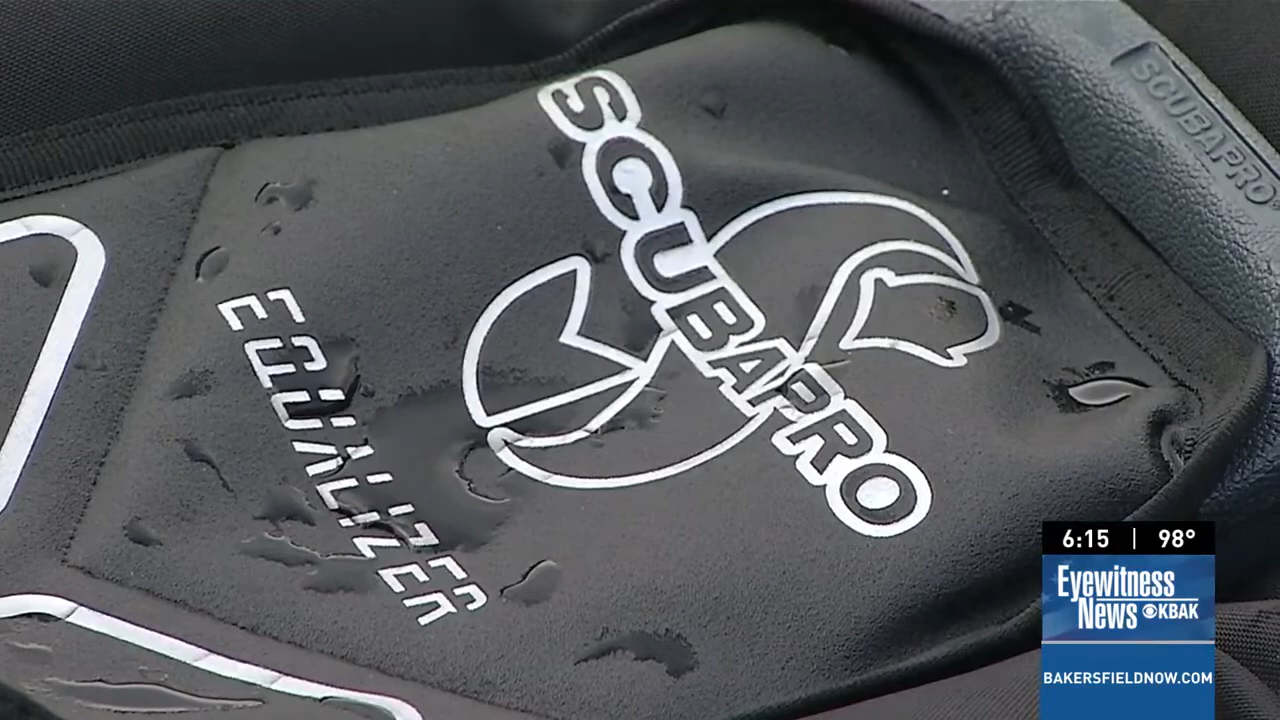 SCUBAPRO
SCUBAPRO
EQUALIZER
6:15 | 98°
Eyewitness
News KBAK
BAKERSFIELDNOW.COM